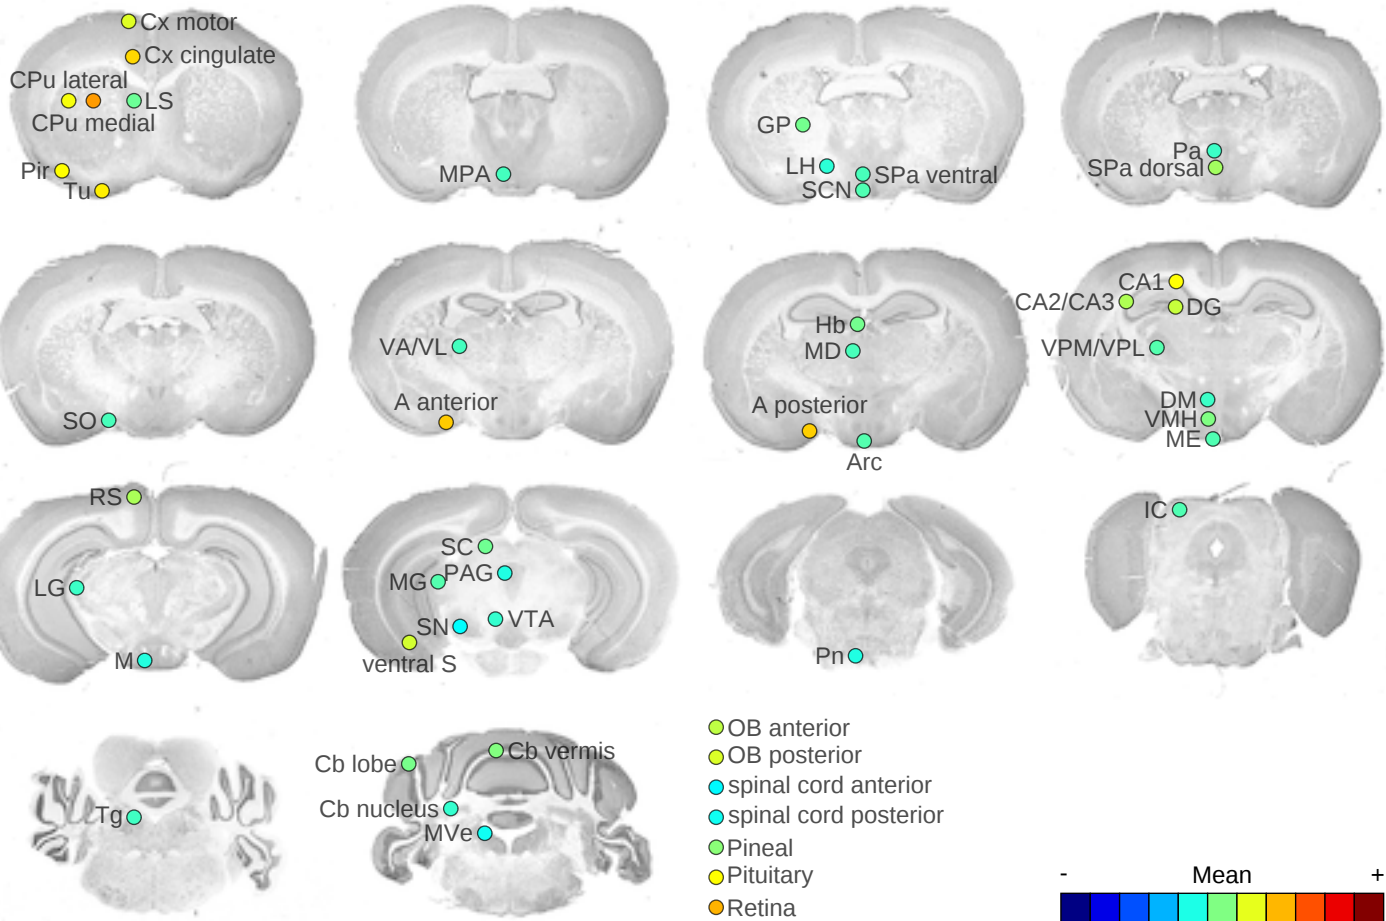 Cx motor
Cx cingulate
CPu lateral
LS
CPu medial
Pir
Tu
MPA
GP
LH
SPa ventral
SCN
Pa
SPa dorsal
SO
VA/VL
A anterior
Hb
MD
A posterior
Arc
CA1
CA2/CA3
DG
VPM/VPL
DM
VMH
ME
RS
LG
M
SC
PAG
MG
SN
VTA
ventral S
Pn
IC
Tg
Cb vermis
Cb lobe
Cb nucleus
MVe
OB anterior
OB posterior
spinal cord anterior
spinal cord posterior
Pineal
Pituitary
Retina
- Mean +